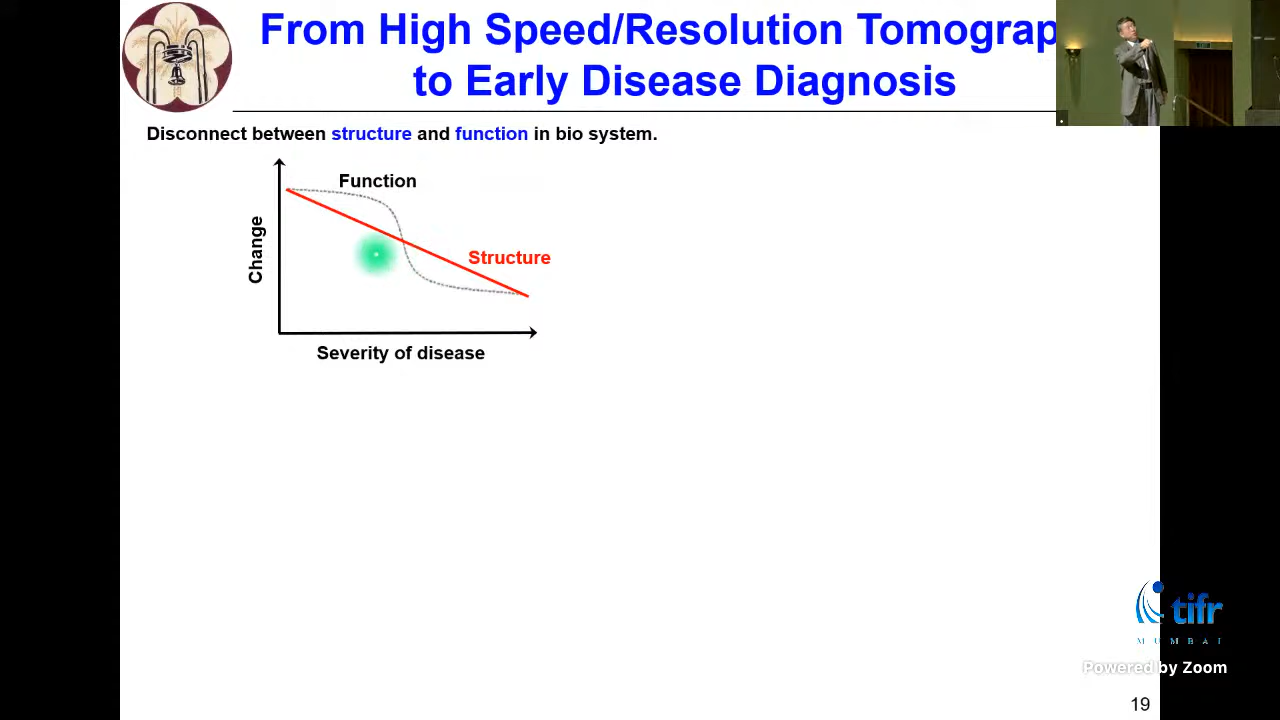 From High Speed/Resolution Tomograp
to Early Disease Diagnosis
Disconnect between structure and function in bio system.
Function
Change
Structure
Severity of disease
tifr
MUMBAI
Powered by Zoom
19